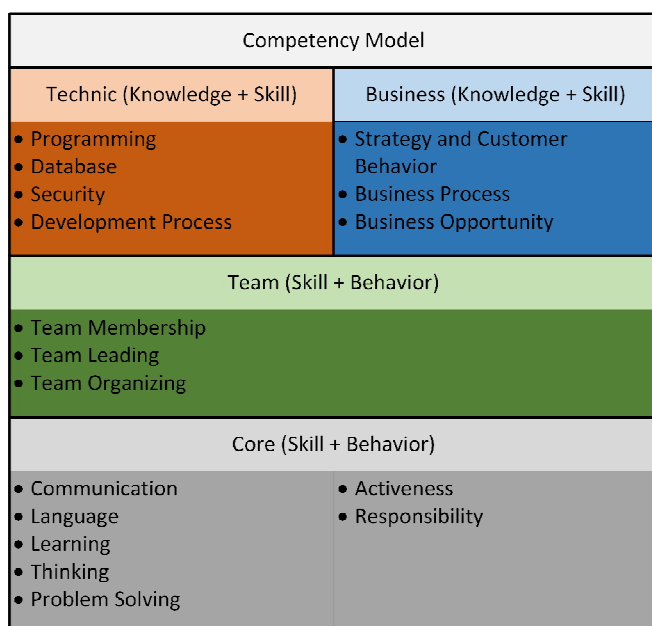 Competency Model
Technic (Knowledge + Skill)
Business (Knowledge + Skill)
• Programming
• Database
• Security
• Development Process
• Strategy and Customer
Behavior
• Business Process
• Business Opportunity
Team (Skill + Behavior)
• Team Membership
• Team Leading
• Team Organizing
Core (Skill + Behavior)
• Communication
• Language
• Learning
• Thinking
• Problem Solving
• Activeness
• Responsibility